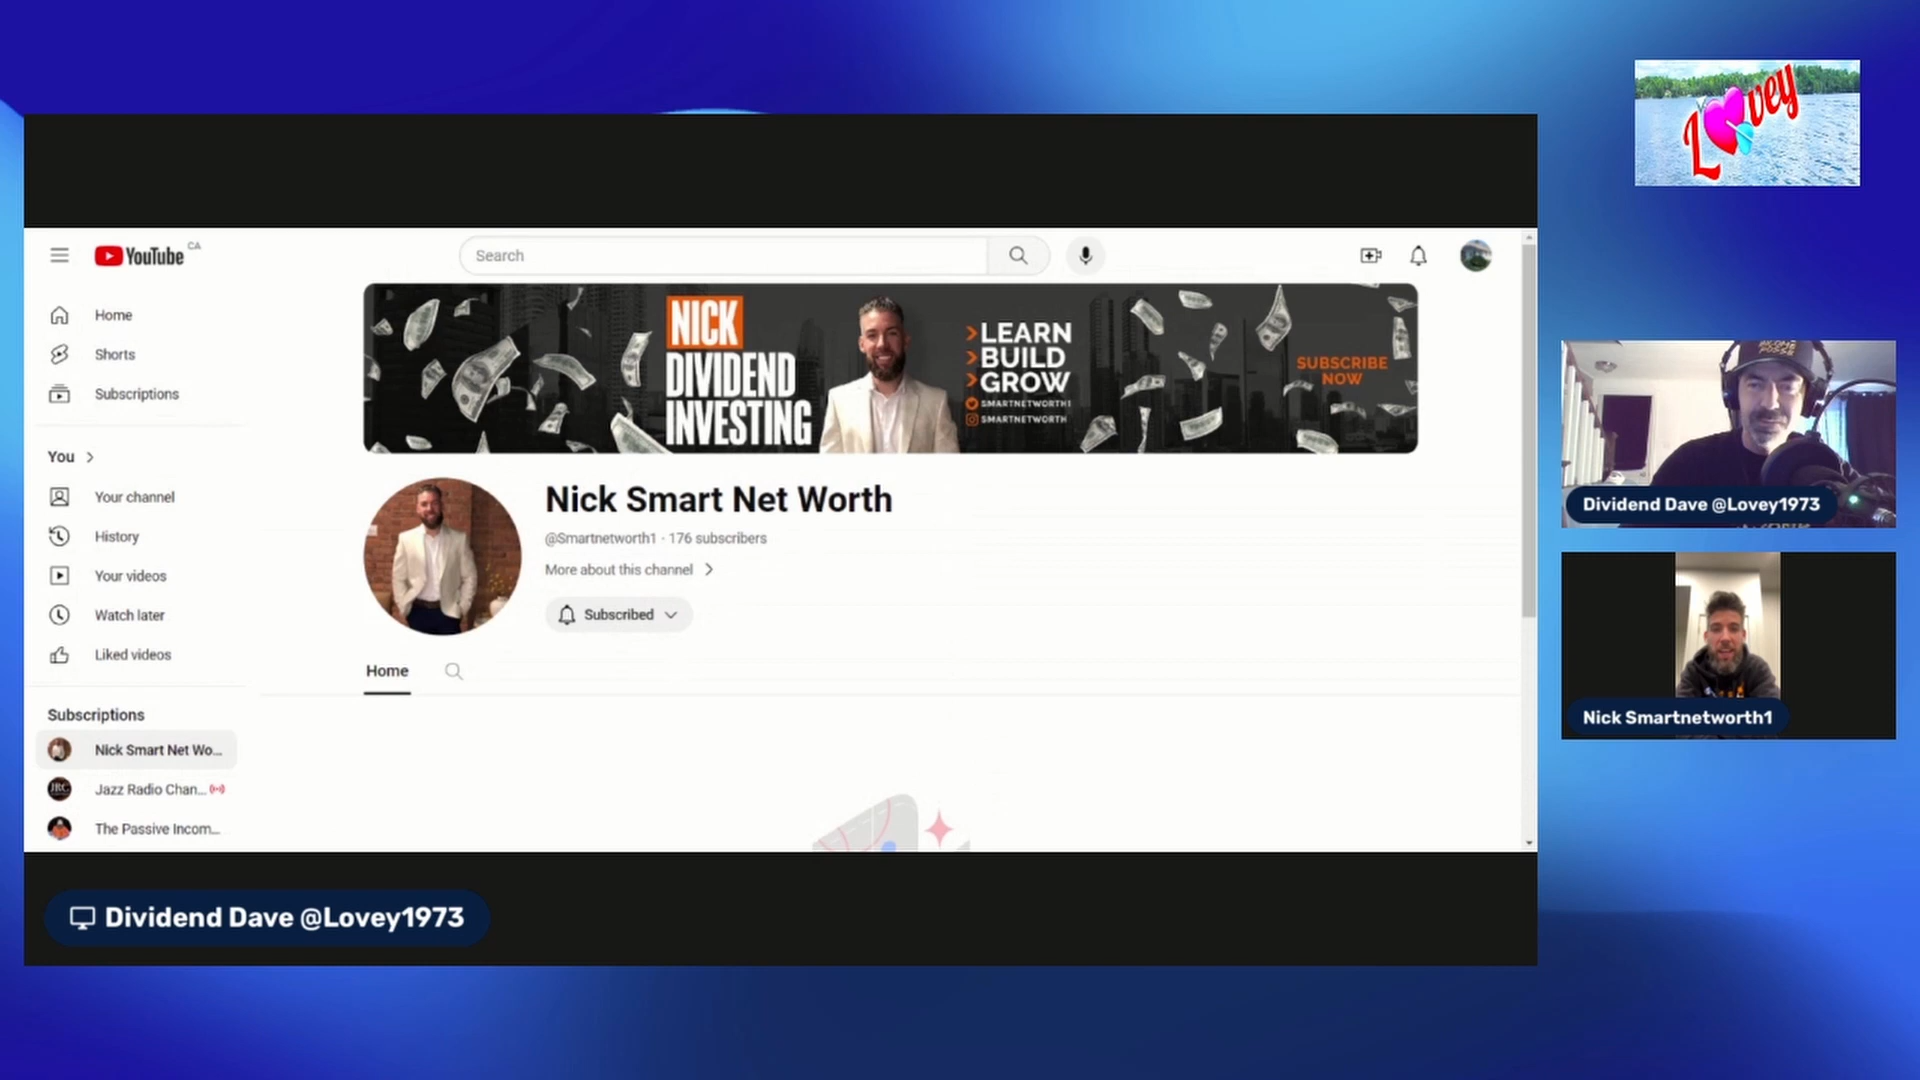 Lovey
YouTube CA
Search
Home
Shorts
Subscriptions
You
Your channel
History
Your videos
Watch later
Liked videos
Subscriptions
Nick Smart Net Wo...
Jazz Radio Chan...
The Passive Incom...
NICK
DIVIDEND
INVESTING
LEARN
BUILD
GROW
SMARTNETWORTH1
SMARTNETWORTH
SUBSCRIBE
NOW
Nick Smart Net Worth
@Smartnetworth1 · 176 subscribers
More about this channel
Subscribed
Home
Dividend Dave @Lovey1973
Nick Smartnetworth1
Dividend Dave @Lovey1973